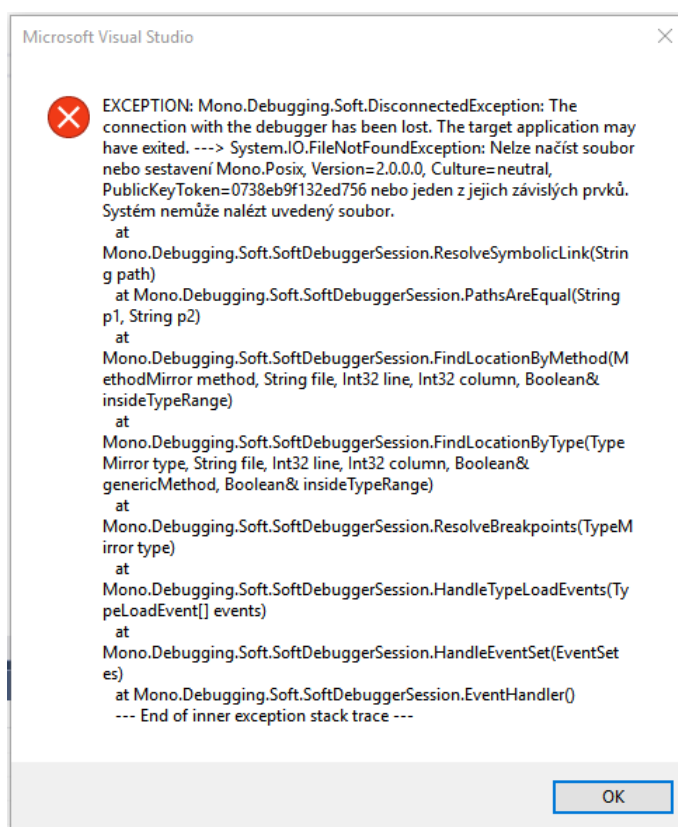 Microsoft Visual Studio
EXCEPTION: Mono.Debugging.Soft.DisconnectedException: The
connection with the debugger has been lost. The target application may
have exited. ---> System.IO.FileNotFoundException: Nelze načíst soubor
nebo sestavení Mono.Posix, Version=2.0.0.0, Culture=neutral,
PublicKeyToken=0738eb9f132ed756 nebo jeden z jejich závislých prvků.
Systém nemůže nalézt uvedený soubor.
at
Mono.Debugging.Soft.SoftDebuggerSession.ResolveSymbolicLink(Strin
g path)
at Mono.Debugging.Soft.SoftDebuggerSession.PathsAreEqual(String
p1, String p2)
at
Mono.Debugging.Soft.SoftDebuggerSession.FindLocationByMethod(M
ethodMirror method, String file, Int32 line, Int32 column, Boolean&
insideTypeRange)
at
Mono.Debugging.Soft.SoftDebuggerSession.FindLocationByType(Type
Mirror type, String file, Int32 line, Int32 column, Boolean&
genericMethod, Boolean& insideTypeRange)
at
Mono.Debugging.Soft.SoftDebuggerSession.ResolveBreakpoints(TypeM
irror type)
at
Mono.Debugging.Soft.SoftDebuggerSession.HandleTypeLoadEvents(Ty
peLoadEvent[] events)
at
Mono.Debugging.Soft.SoftDebuggerSession.HandleEventSet(EventSet
es)
at Mono.Debugging.Soft.SoftDebuggerSession.EventHandler()
--- End of inner exception stack trace ---
OK